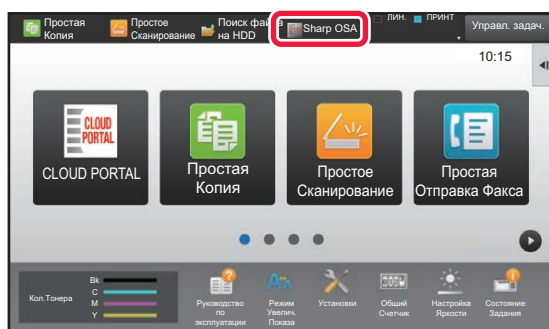 Простая
Копия
Простое
Сканирование
Поиск фа
на HDD
Sharp OSA
ЛИН.
ПРИНТ
Управл. задач.
10:15
CLOUD
PORTAL
CLOUD PORTAL
Простая
Копия
Простое
Сканирование
Простая
Отправка Факса
Кол.Тонера
Bk
C
M
Y
Руководство
по
эксплуатации
Режим
Увелич.
Показа
Установки
Общий
Счетчик
Настройка
Яркости
Состояние
Задания